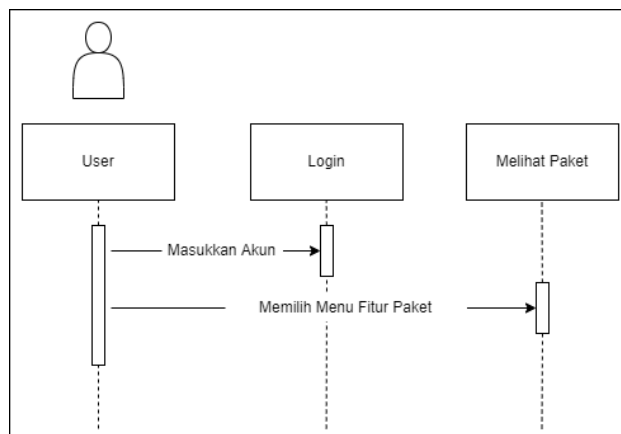 User
Login
Melihat Paket
Masukkan Akun
Memilih Menu Fitur Paket